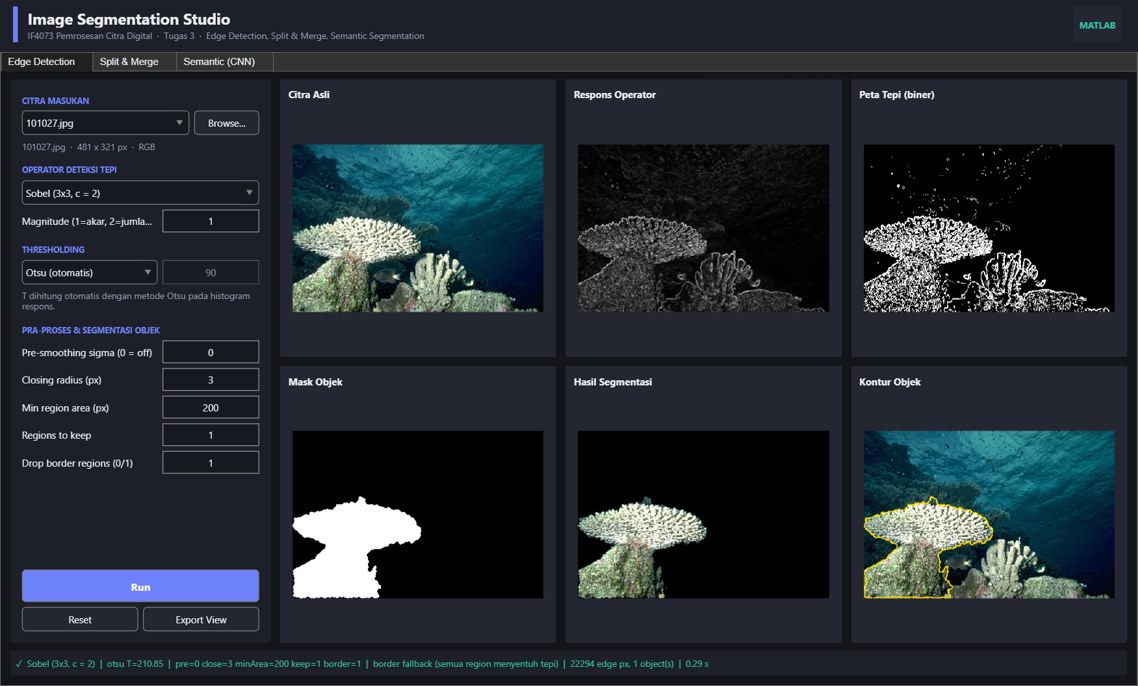 Image Segmentation Studio
IF4073 Pemrosesan Citra Digital · Tugas 3 · Edge Detection, Split & Merge, Semantic Segmentation
MATLAB
Edge Detection
Split & Merge
Semantic (CNN)
CITRA MASUKAN
101027.jpg
Browse...
101027.jpg · 481 x 321 px · RGB
OPERATOR DETEKSI TEPI
Sobel (3x3, c = 2)
Magnitude (1=akar, 2=jumla...
1
THRESHOLDING
Otsu (otomatis)
90
T dihitung otomatis dengan metode Otsu pada histogram
respons.
PRA-PROSES & SEGMENTASI OBJEK
Pre-smoothing sigma (0 = off)
0
Closing radius (px)
3
Min region area (px)
200
Regions to keep
1
Drop border regions (0/1)
1
Run
Reset
Export View
Citra Asli
Respons Operator
Peta Tepi (biner)
Mask Objek
Hasil Segmentasi
Kontur Objek
✓ Sobel (3x3, c = 2) | otsu T=210.85 | pre=0 close=3 minArea=200 keep=1 border=1 | border fallback (semua region menyentuh tepi) | 22294 edge px, 1 object(s) | 0.29 s